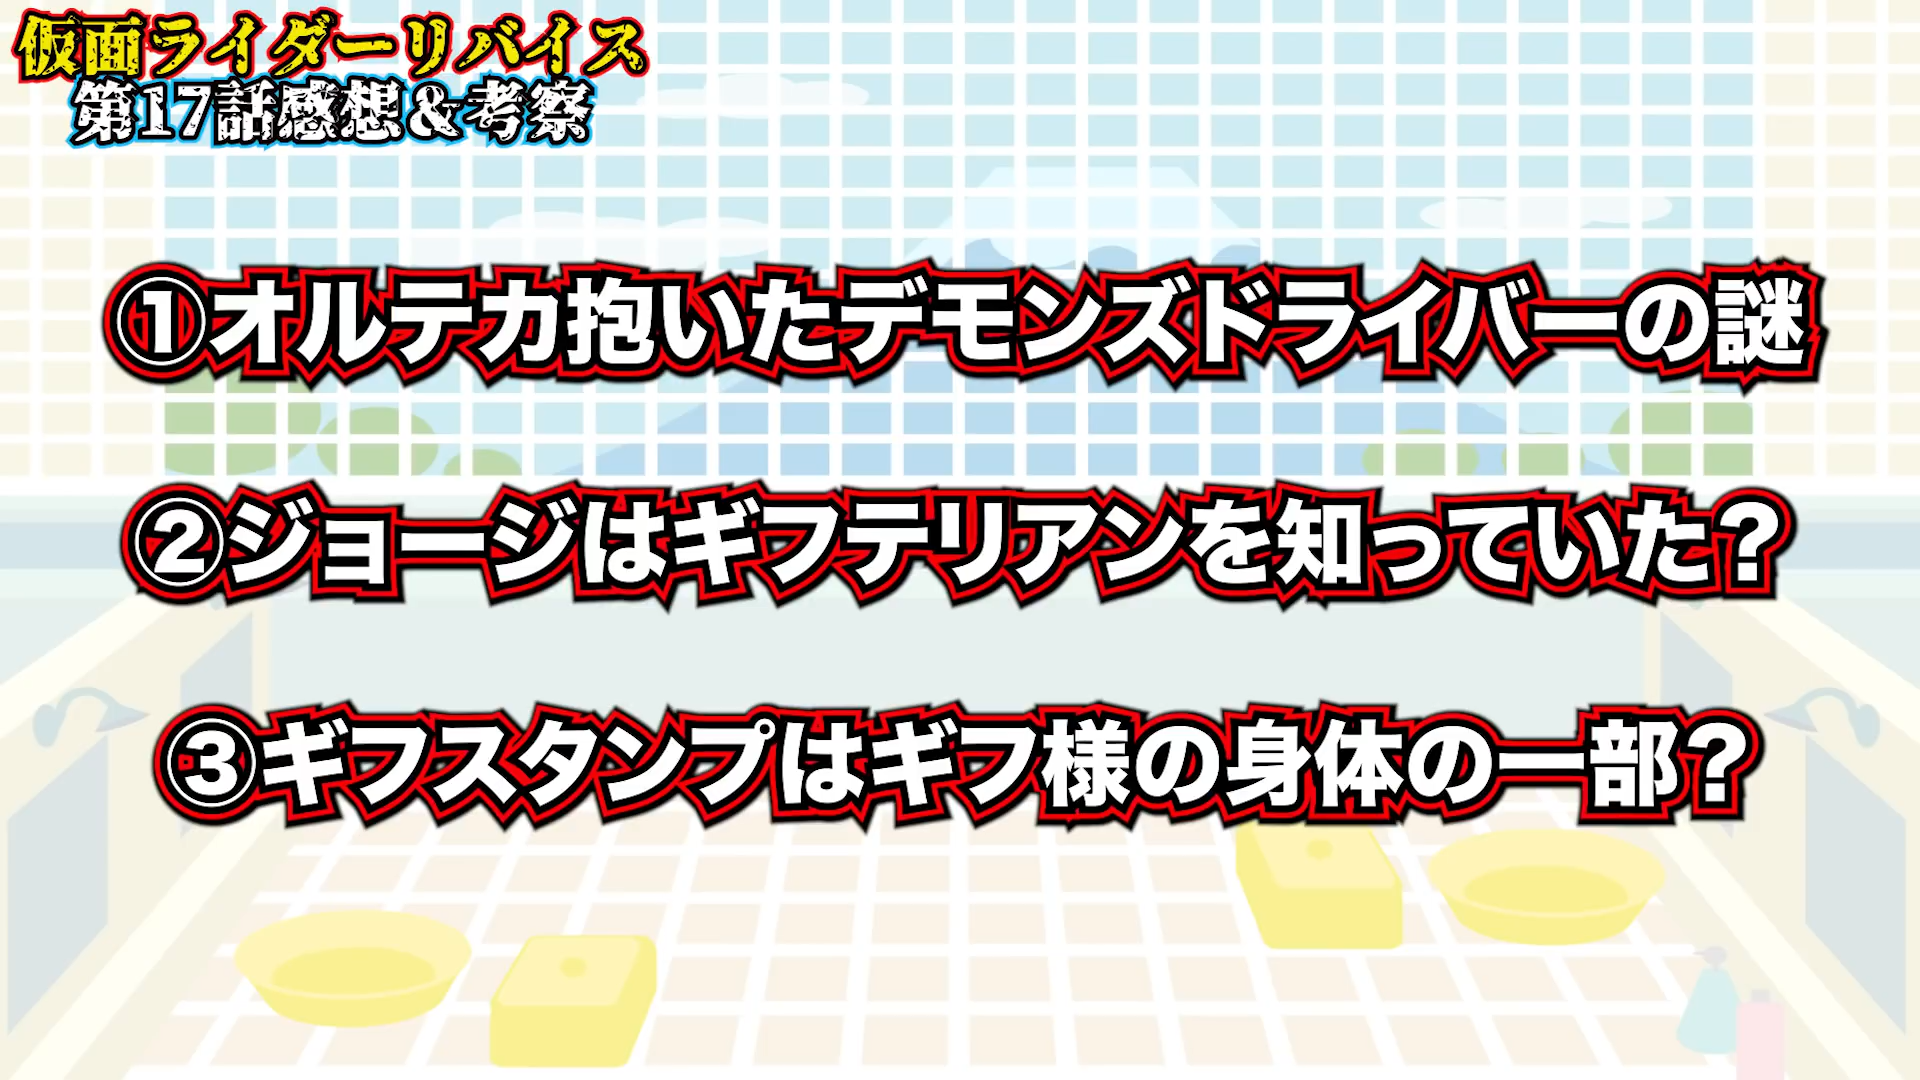 仮面ライダーリバイス
第17話感想&考察
①オルテカ抱いたデモンズドライバーの謎
②ジョージはギフテリアンを知っていた?
③ギフスタンプはギフ様の身体の一部?